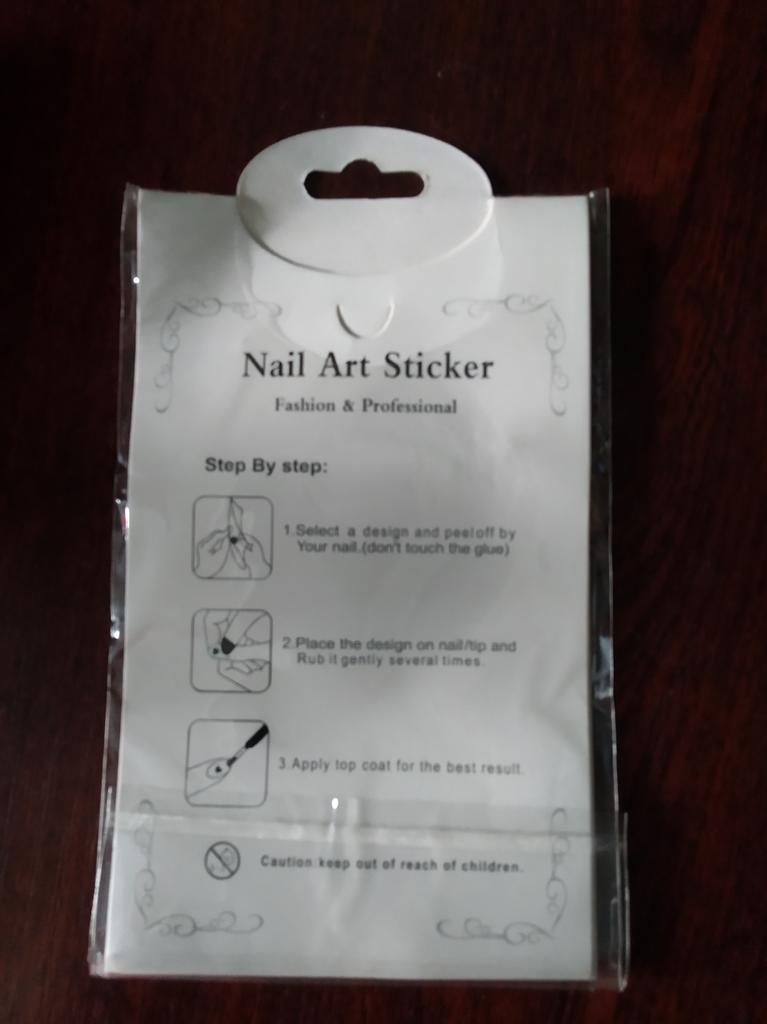 Nail Art Sticker
Fashion & Professional
Step By step:
1.Select a design and peeloff by
Your nail.(don't touch the glue)
2.Place the design on nail/tip and
Rub it gently several times.
3.Apply top coat for the best result.
Caution:keep out of reach of children.